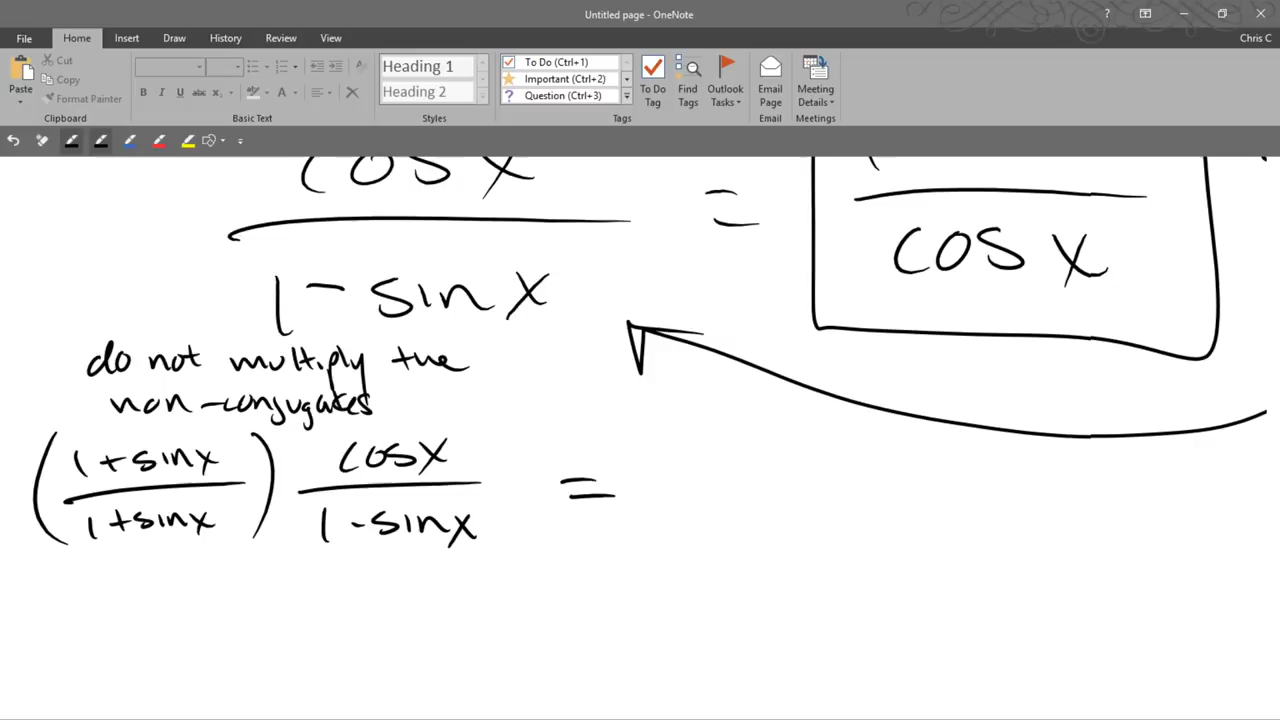 Untitled page - OneNote
?
File Home Insert Draw History Review View
Chris C
Cut
Copy
Format Painter
Paste
Clipboard
B I U abc x₂ A
Basic Text
Heading 1
Heading 2
Styles
To Do (Ctrl+1)
Important (Ctrl+2)
? Question (Ctrl+3)
To Do Tag
Find Tags
Outlook Tasks
Tags
Email Page
Email
Meeting Details
Meetings
cos x
1 - sin x
=
cos x
do not multiply the
non-conjugates
(1+sinx / 1+sinx) cosx / 1-sinx =